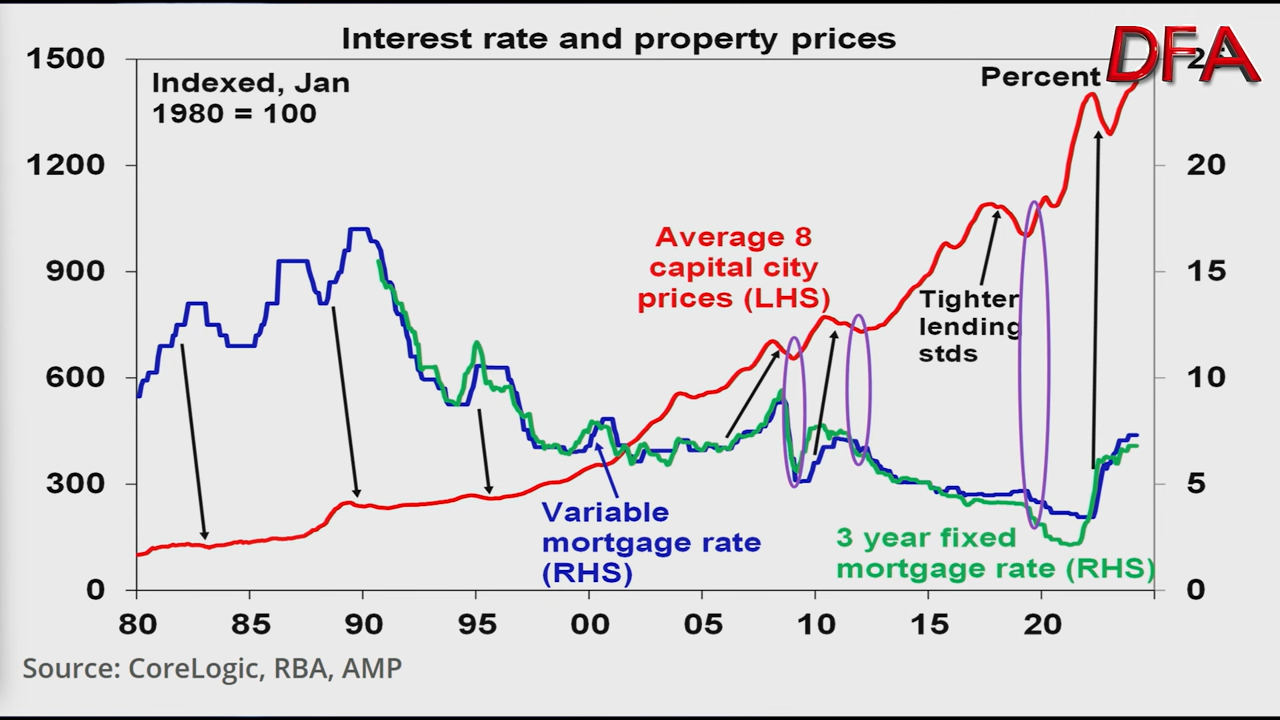 Interest rate and property prices
DFA
1500
25
Indexed, Jan
1980 = 100
Percent
1200
20
Average 8
capital city
prices (LHS)
900
15
Tighter
lending
stds
600
10
300
5
Variable
mortgage rate
(RHS)
3 year fixed
mortgage rate (RHS)
0
0
80 85 90 95 00 05 10 15 20
Source: CoreLogic, RBA, AMP